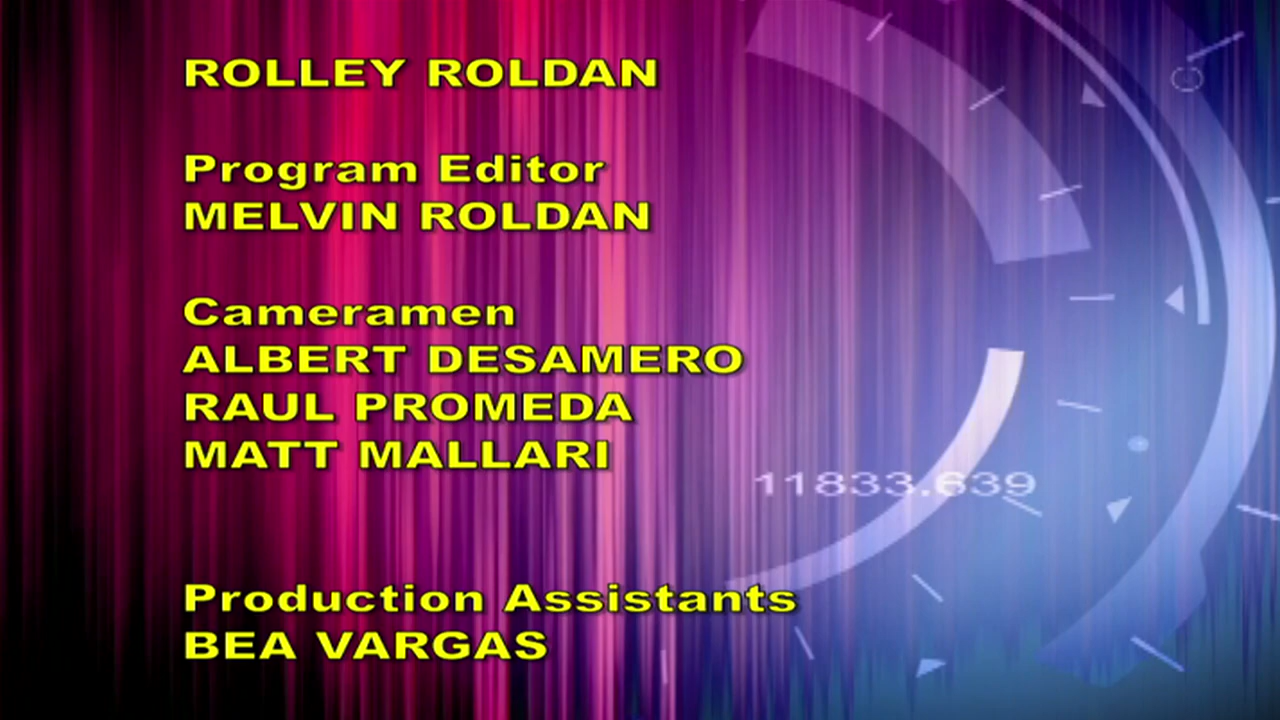 ROLLEY ROLDAN
Program Editor
MELVIN ROLDAN
Cameramen
ALBERT DESAMERO
RAUL PROMEDA
MATT MALLARI
11833.639
Production Assistants
BEA VARGAS